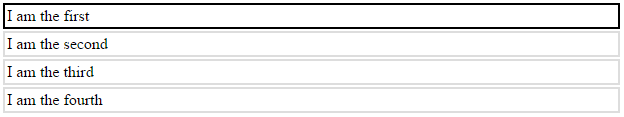 I am the first
I am the second
I am the third
I am the fourth